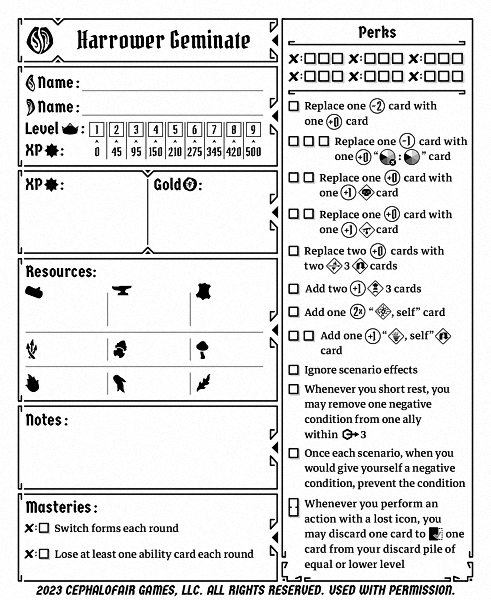 Harrower Geminate
Name:
Name:
Level : 1 2 3 4 5 6 7 8 9
XP : 0 45 95 150 210 275 345 420 500
XP : Gold :
Resources:
Notes:
Masteries:
Switch forms each round
Lose at least one ability card each round
Perks
Replace one -2 card with
one +0 card
Replace one -1 card with
one +0 " : " card
Replace one +0 card with
one +1 card
Replace one +0 card with
one +1 card
Replace two +0 cards with
two 3 cards
Add two +1 3 cards
Add one 2x " , self" card
Add one +1 " , self"
card
Ignore scenario effects
Whenever you short rest, you
may remove one negative
condition from one ally
within 3
Once each scenario, when you
would give yourself a negative
condition, prevent the condition
Whenever you perform an
action with a lost icon, you
may discard one card to one
card from your discard pile of
equal or lower level
2023 CEPHALOFAIR GAMES, LLC. ALL RIGHTS RESERVED. USED WITH PERMISSION.